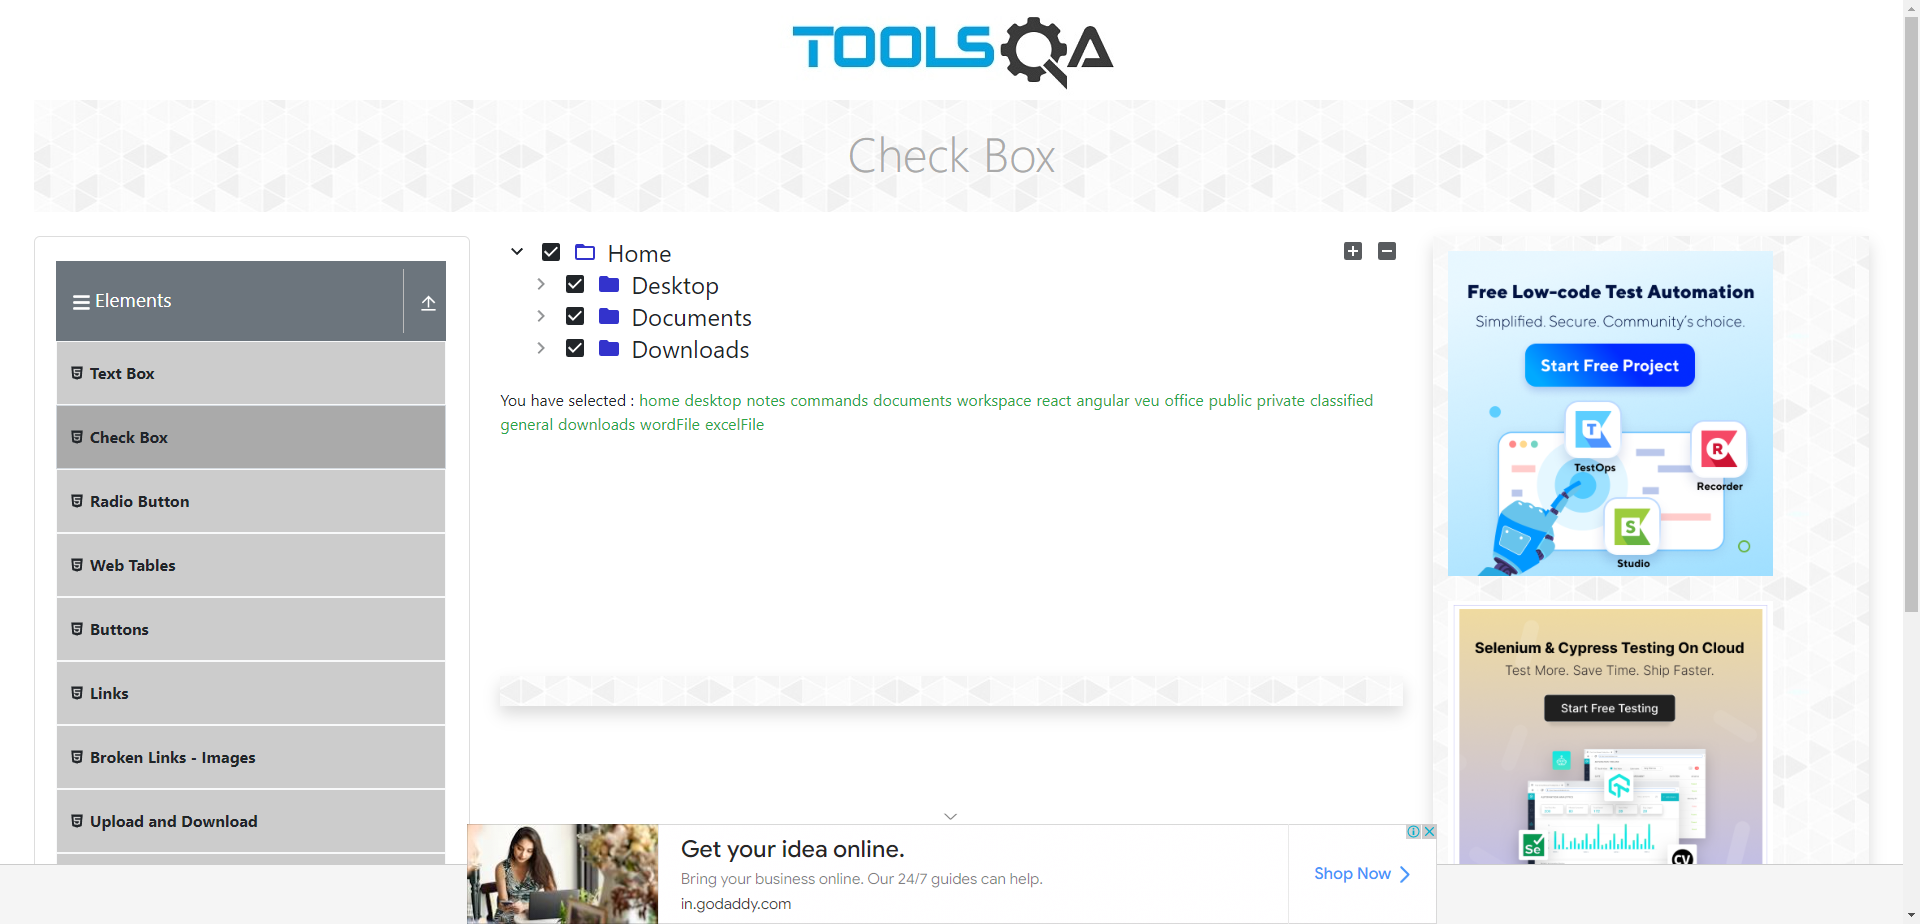 TOOLSQA
Check Box
Elements
Text Box
Check Box
Radio Button
Web Tables
Buttons
Links
Broken Links - Images
Upload and Download
Home
Desktop
Documents
Downloads
You have selected : home desktop notes commands documents workspace react angular veu office public private classified
general downloads wordFile excelFile
Free Low-code Test Automation
Simplified. Secure. Community's choice.
Start Free Project
T
TestOps
R
Recorder
S
Studio
Selenium & Cypress Testing On Cloud
Test More. Save Time. Ship Faster.
Start Free Testing
Se
CY
Get your idea online.
Bring your business online. Our 24/7 guides can help.
in.godaddy.com
Shop Now